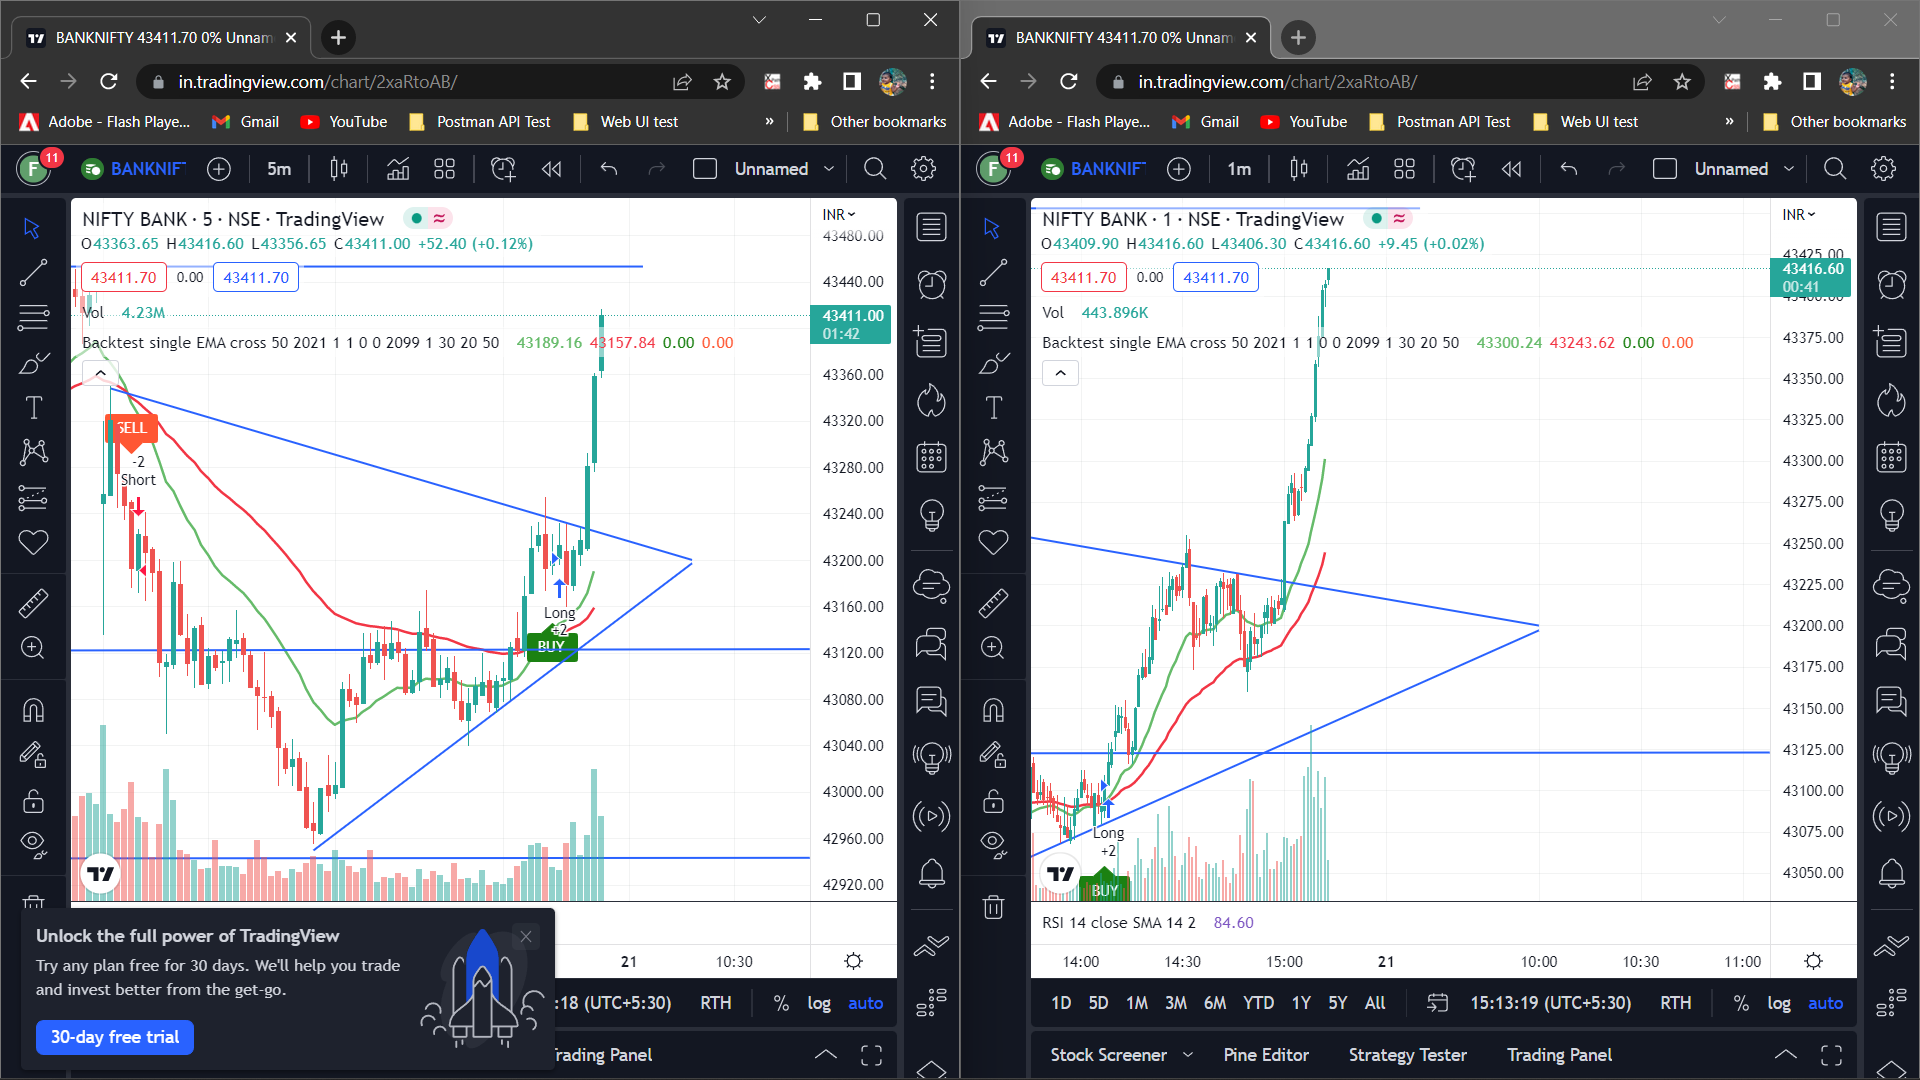 BANKNIFTY 43411.70 0% Unnam
in.tradingview.com/chart/2xaRtoAB/
Adobe - Flash Playe... Gmail YouTube Postman API Test Web UI test » Other bookmarks
F 11 BANKNIF 5m Unnamed
NIFTY BANK · 5 · NSE · TradingView
INR
O43363.65 H43416.60 L43356.65 C43411.00 +52.40 (+0.12%)
43411.70 0.00 43411.70
Vol 4.23M
Backtest single EMA cross 50 2021 1 1 0 0 2099 1 30 20 50 43189.16 43157.84 0.00 0.00
SELL
-2
Short
Long
+2
BUY
43480.00
43440.00
43411.00
01:42
43360.00
43320.00
43280.00
43240.00
43200.00
43160.00
43120.00
43080.00
43040.00
43000.00
42960.00
42920.00
21 10:30
Unlock the full power of TradingView
Try any plan free for 30 days. We'll help you trade
and invest better from the get-go.
30-day free trial
:18 (UTC+5:30) RTH % log auto
rading Panel
BANKNIFTY 43411.70 0% Unnam
in.tradingview.com/chart/2xaRtoAB/
Adobe - Flash Playe... Gmail YouTube Postman API Test Web UI test » Other bookmarks
F 11 BANKNIF 1m Unnamed
NIFTY BANK · 1 · NSE · TradingView
INR
O43409.90 H43416.60 L43406.30 C43416.60 +9.45 (+0.02%)
43411.70 0.00 43411.70
Vol 443.896K
Backtest single EMA cross 50 2021 1 1 0 0 2099 1 30 20 50 43300.24 43243.62 0.00 0.00
Long
+2
BUY
43425.00
43416.60
00:41
43400.00
43375.00
43350.00
43325.00
43300.00
43275.00
43250.00
43225.00
43200.00
43175.00
43150.00
43125.00
43100.00
43075.00
43050.00
RSI 14 close SMA 14 2 84.60
14:00 14:30 15:00 21 10:00 10:30 11:00
1D 5D 1M 3M 6M YTD 1Y 5Y All 15:13:19 (UTC+5:30) RTH % log auto
Stock Screener Pine Editor Strategy Tester Trading Panel